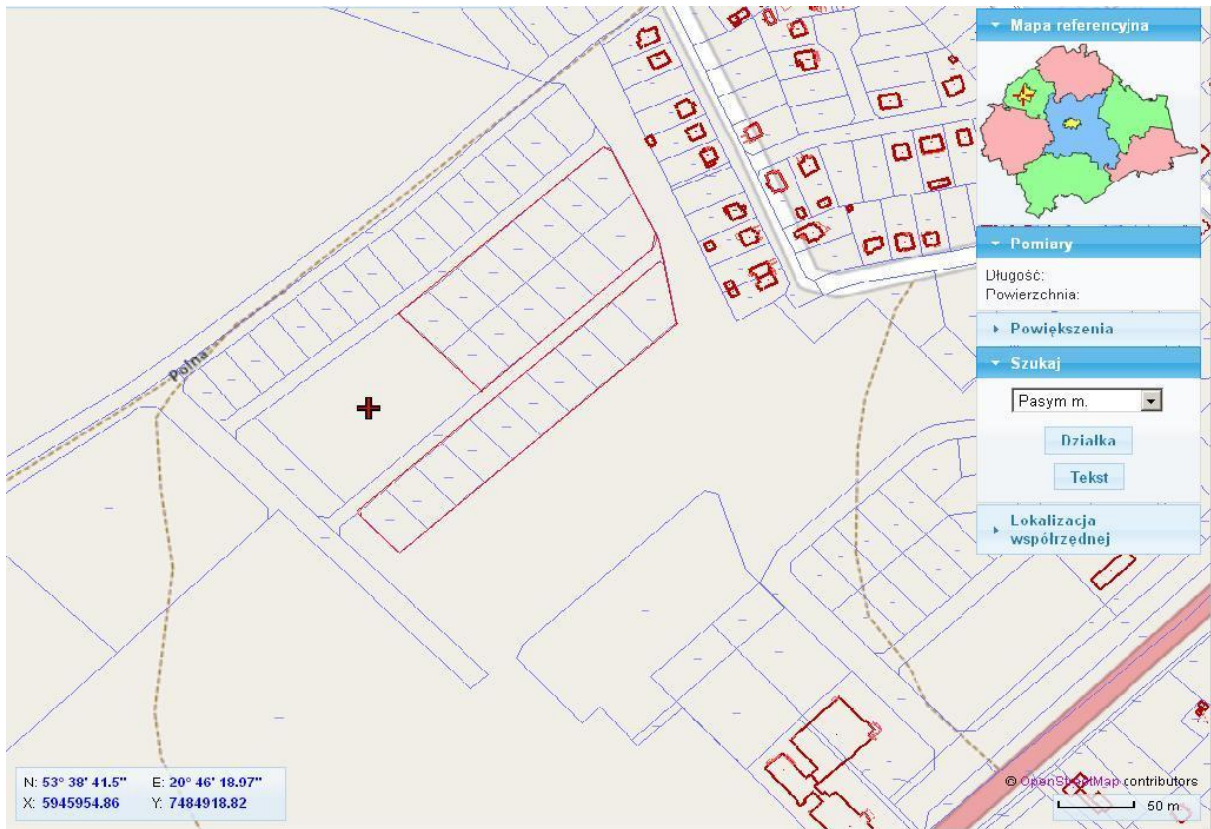 Mapa referencyjna
Pomiary
Długość:
Powierzchnia:
Powiększenia
Szukaj
Pasym m.
Działka
Tekst
Lokalizacja
współrzędnej
Polna
N: 53° 38' 41.5" E: 20° 46' 18.97"
X: 5945954.86 Y: 7484918.82
© OpenStreetMap contributors
50 m